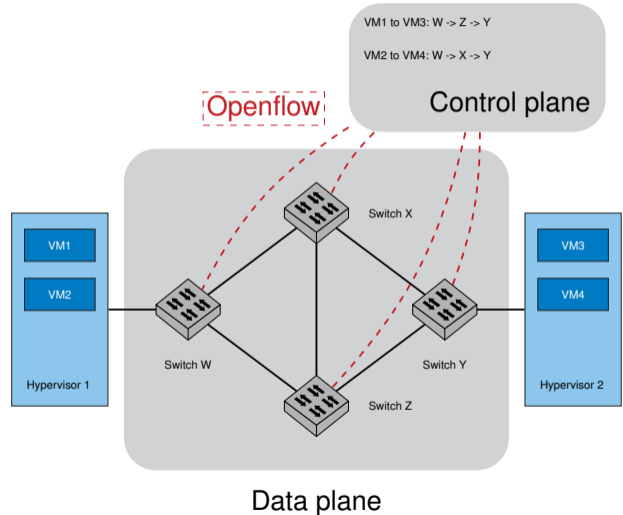 VM1 to VM3: W -> Z -> Y
VM2 to VM4: W -> X -> Y
Openflow
Control plane
Switch X
VM1
VM2
VM3
VM4
Switch W
Switch Y
Hypervisor 1
Hypervisor 2
Switch Z
Data plane